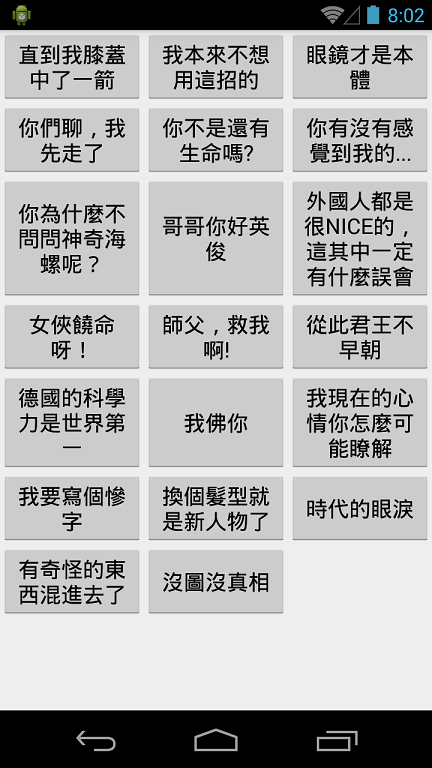 8:02
直到我膝蓋
中了一箭
我本來不想
用這招的
眼鏡才是本
體
你們聊，我
先走了
你不是還有
生命嗎?
你有沒有感
覺到我的...
你為什麼不
問問神奇海
螺呢？
哥哥你好英
俊
外國人都是
很NICE的，
這其中一定
有什麼誤會
女俠饒命
呀！
師父，救我
啊!
從此君王不
早朝
德國的科學
力是世界第
一
我佛你
我現在的心
情你怎麼可
能瞭解
我要寫個慘
字
換個髮型就
是新人物了
時代的眼淚
有奇怪的東
西混進去了
沒圖沒真相